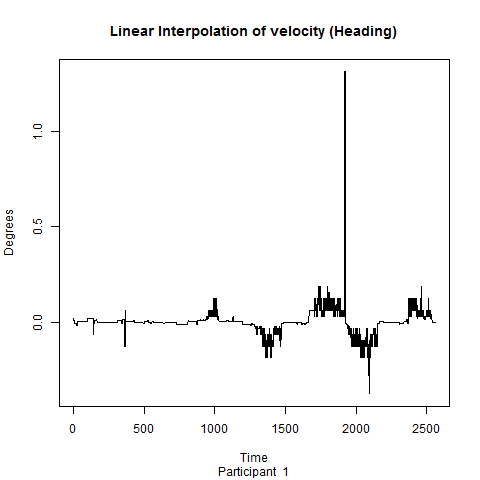 Linear Interpolation of velocity (Heading)
1.0
0.5
0.0
Degrees
0 500 1000 1500 2000 2500
Time
Participant 1